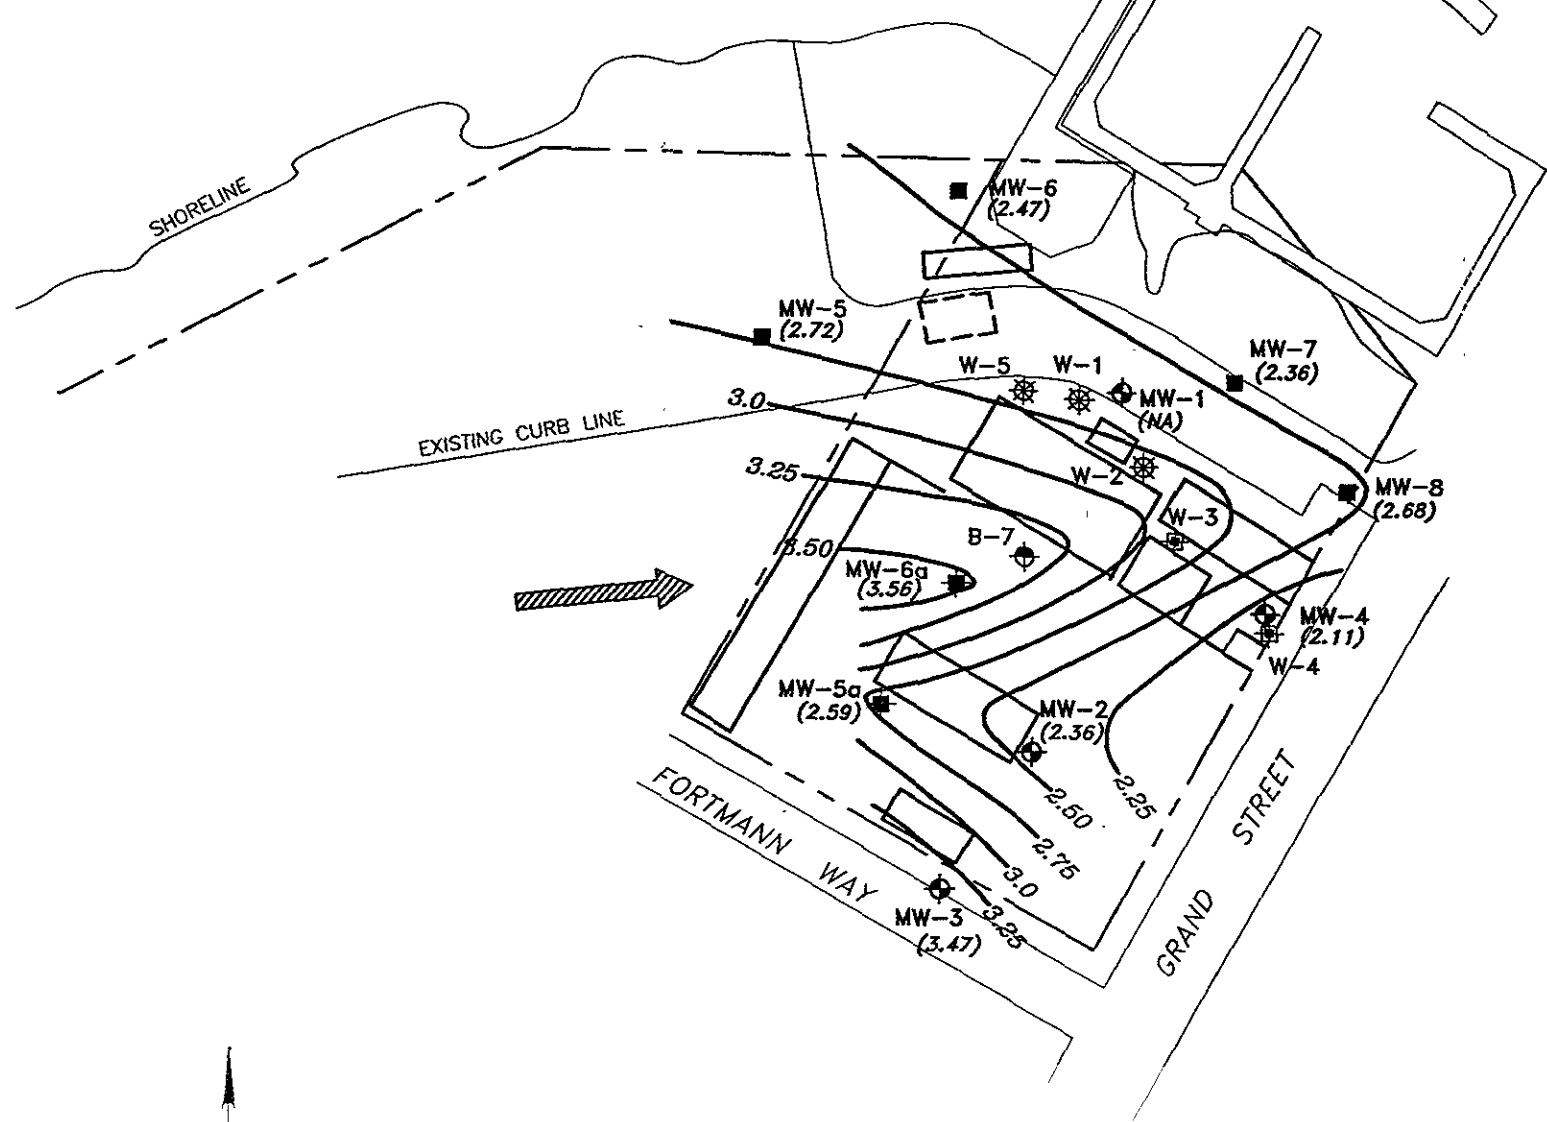 SHORELINE
MW-6
(2.47)
MW-5
(2.72)
MW-7
(2.36)
W-5
W-1
MW-1
(NA)
3.0
EXISTING CURB LINE
3.25
W-2
MW-8
(2.68)
W-3
B-7
3.50
MW-6a
(3.56)
MW-4
(2.11)
W-4
MW-5a
(2.59)
MW-2
(2.36)
2.25
2.50
2.75
3.0
3.25
MW-3
(3.47)
FORTMANN WAY
GRAND STREET